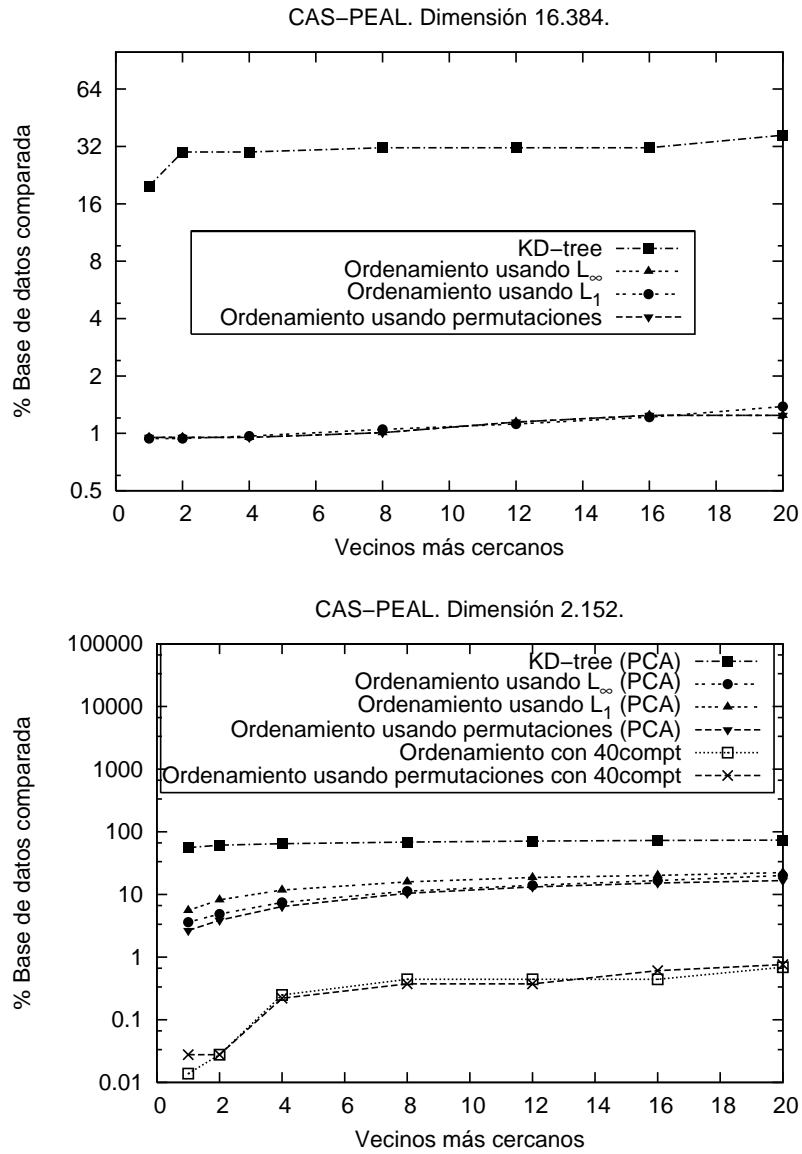 CAS−PEAL. Dimensión 16.384.
64
32
16
8
4
2
1
0.5
% Base de datos comparada
KD−tree
Ordenamiento usando L∞
Ordenamiento usando L1
Ordenamiento usando permutaciones
0 2 4 6 8 10 12 14 16 18 20
Vecinos más cercanos
CAS−PEAL. Dimensión 2.152.
100000
10000
1000
100
10
1
0.1
0.01
% Base de datos comparada
KD−tree (PCA)
Ordenamiento usando L∞ (PCA)
Ordenamiento usando L1 (PCA)
Ordenamiento usando permutaciones (PCA)
Ordenamiento con 40compt
Ordenamiento usando permutaciones con 40compt
0 2 4 6 8 10 12 14 16 18 20
Vecinos más cercanos